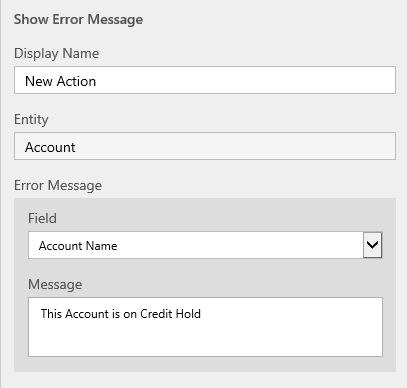 Show Error Message
Display Name
New Action
Entity
Account
Error Message
Field
Account Name
Message
This Account is on Credit Hold